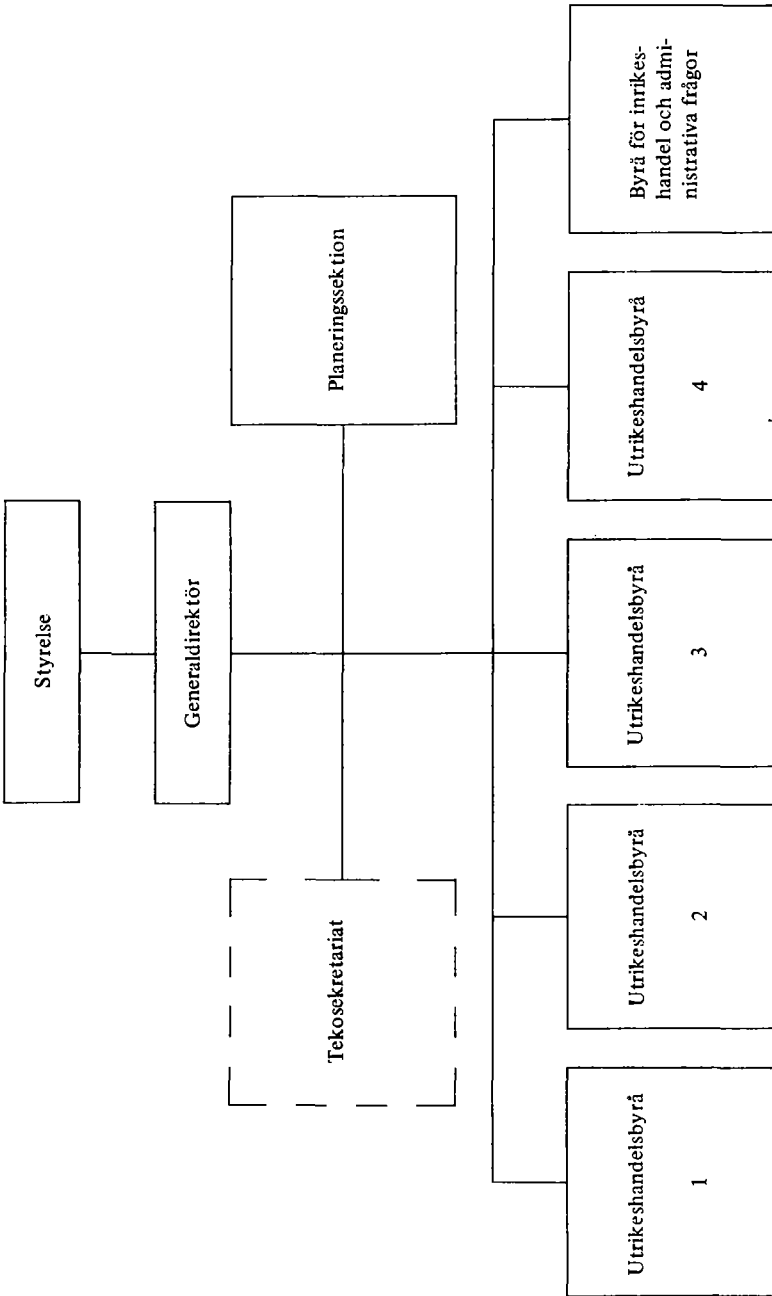 Styrelse
Generaldirektör
Tekosekretariat
Planeringssektion
Utrikeshandelsbyrå
1
Utrikeshandelsbyrå
2
Utrikeshandelsbyrå
3
Utrikeshandelsbyrå
4
Byrå för inrikes-
handel och admi-
nistrativa frågor